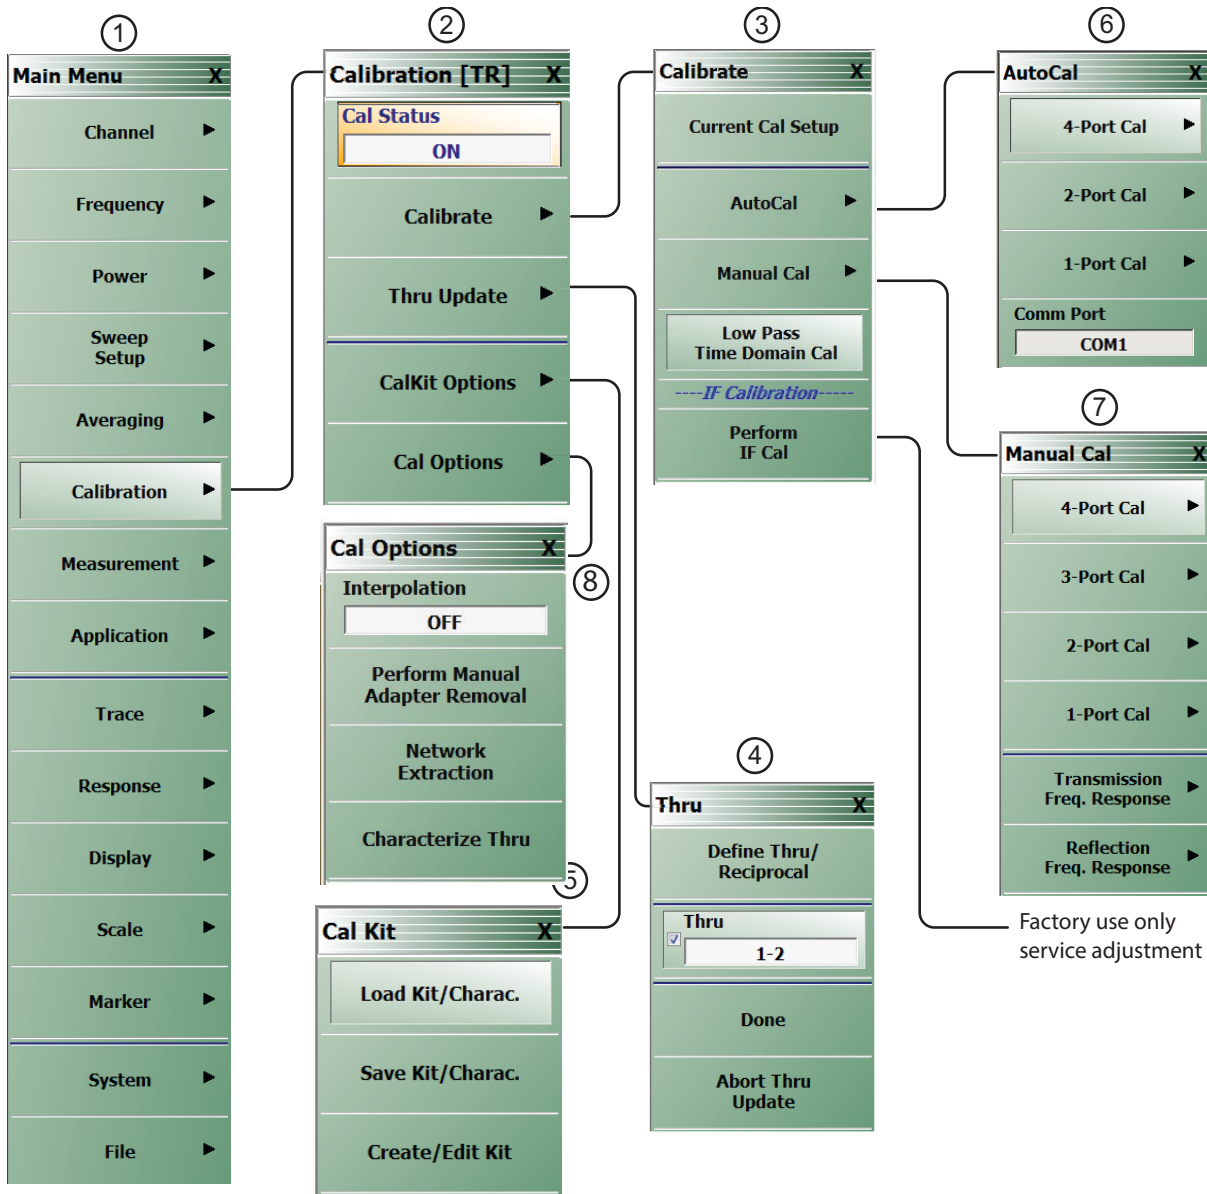 1
Main Menu X
Channel
Frequency
Power
Sweep
Setup
Averaging
Calibration
Measurement
Application
Trace
Response
Display
Scale
Marker
System
File
2
Calibration [TR] X
Cal Status
ON
Calibrate
Thru Update
CalKit Options
Cal Options
Cal Options X
8
Interpolation
OFF
Perform Manual
Adapter Removal
Network
Extraction
Characterize Thru
5
Cal Kit X
Load Kit/Charac.
Save Kit/Charac.
Create/Edit Kit
3
Calibrate X
Current Cal Setup
AutoCal
Manual Cal
Low Pass
Time Domain Cal
----IF Calibration-----
Perform
IF Cal
4
Thru X
Define Thru/
Reciprocal
Thru
1-2
Done
Abort Thru
Update
6
AutoCal X
4-Port Cal
2-Port Cal
1-Port Cal
Comm Port
COM1
7
Manual Cal X
4-Port Cal
3-Port Cal
2-Port Cal
1-Port Cal
Transmission
Freq. Response
Reflection
Freq. Response
Factory use only
service adjustment